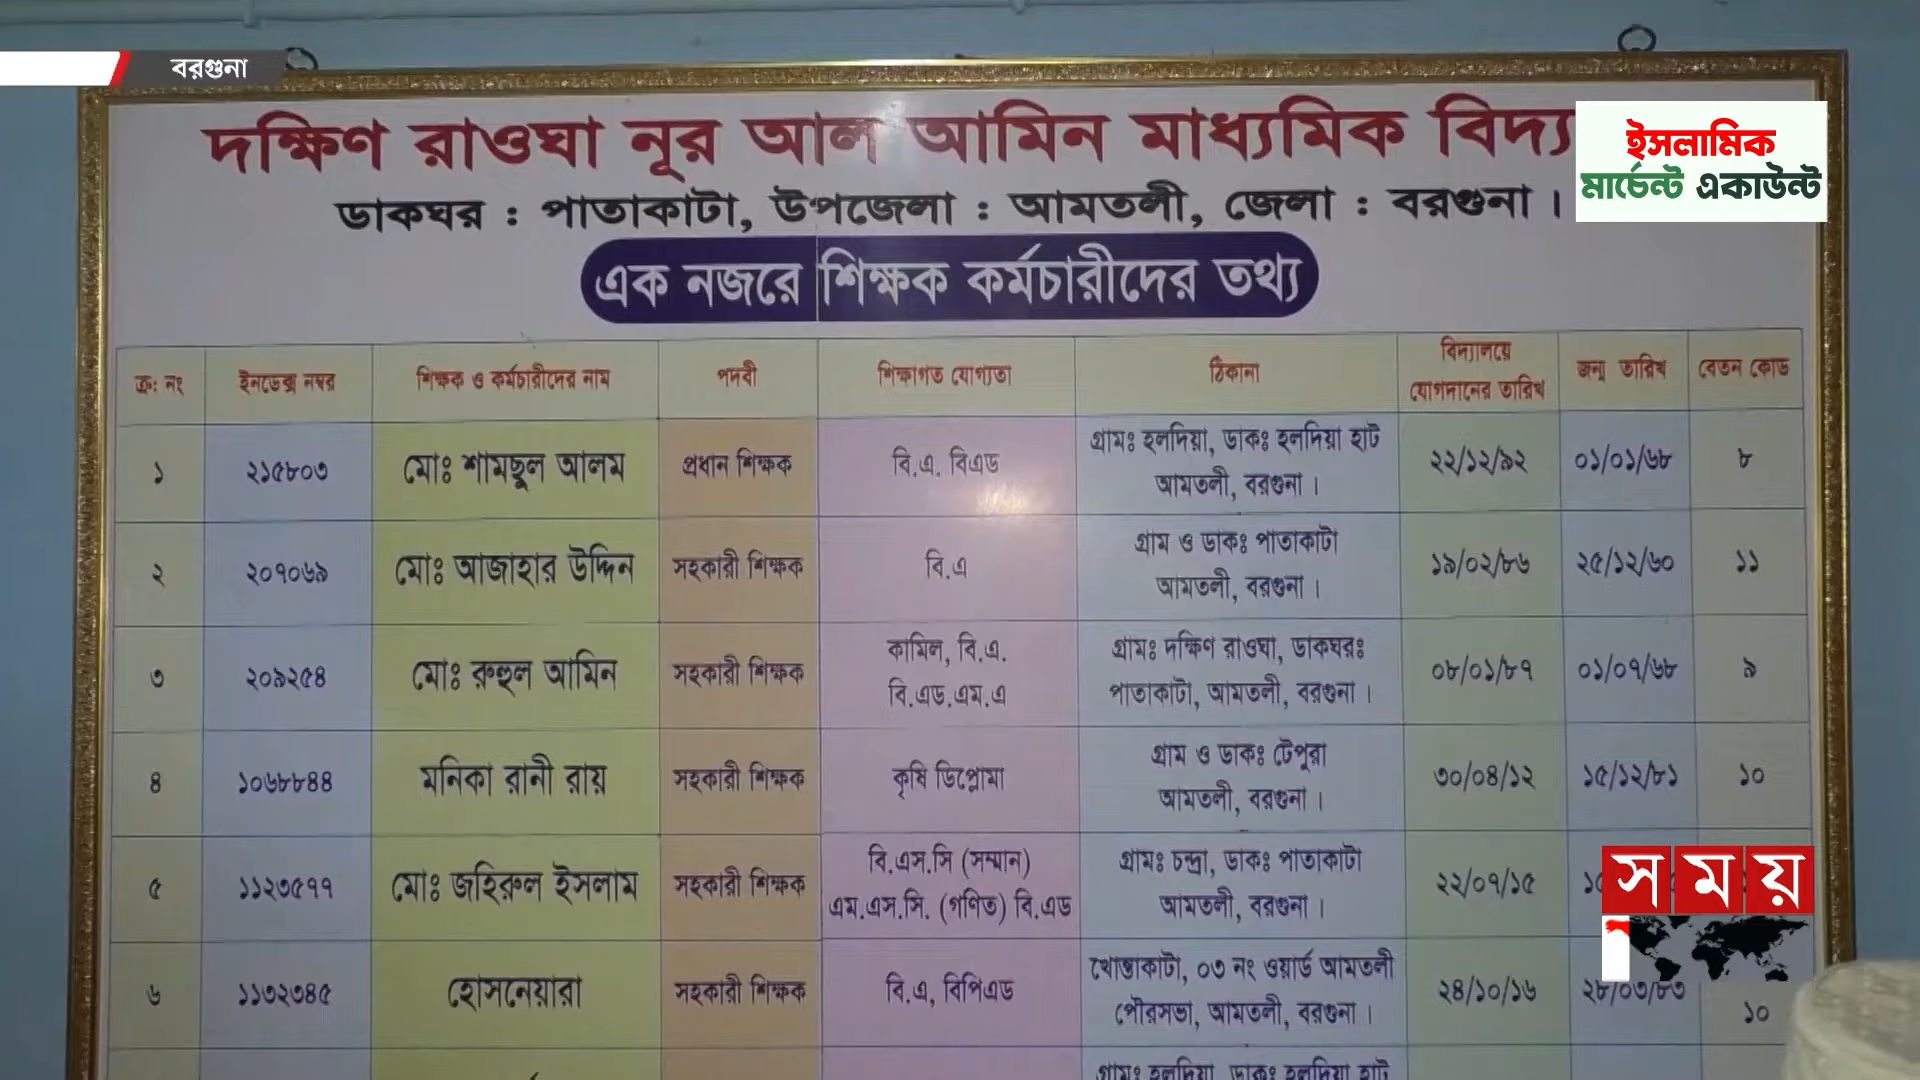 বরগুনা
দক্ষিণ রাওঘা নূর আল আমিন মাধ্যমিক বিদ্য
ইসলামিক
মার্চেন্ট একাউন্ট
ডাকঘর : পাতাকাটা, উপজেলা : আমতলী, জেলা : বরগুনা ।
এক নজরে শিক্ষক কর্মচারীদের তথ্য
ক্র: নং ইনডেক্স নম্বর শিক্ষক ও কর্মচারীদের নাম পদবী শিক্ষাগত যোগ্যতা ঠিকানা বিদ্যালয়ে যোগদানের তারিখ জন্ম তারিখ বেতন কোড
১ ২১৫৮০৩ মোঃ শামছুল আলম প্রধান শিক্ষক বি.এ. বিএড গ্রামঃ হলদিয়া, ডাকঃ হলদিয়া হাট আমতলী, বরগুনা । ২২/১২/৯২ ০১/০১/৬৮ ৮
২ ২০৭০৬৯ মোঃ আজাহার উদ্দিন সহকারী শিক্ষক বি.এ গ্রাম ও ডাকঃ পাতাকাটা আমতলী, বরগুনা । ১৯/০২/৮৬ ২৫/১২/৬০ ১১
৩ ২০৯২৫৪ মোঃ রুহুল আমিন সহকারী শিক্ষক কামিল, বি.এ. বি.এড.এম.এ গ্রামঃ দক্ষিণ রাওঘা, ডাকঘরঃ পাতাকাটা, আমতলী, বরগুনা । ০৮/০১/৮৭ ০১/০৭/৬৮ ৯
৪ ১০৬৮৮৪৪ মনিকা রানী রায় সহকারী শিক্ষক কৃষি ডিপ্লোমা গ্রাম ও ডাকঃ টেপুরা আমতলী, বরগুনা । ৩০/০৪/১২ ১৫/১২/৮১ ১০
৫ ১১২৩৫৭৭ মোঃ জহিরুল ইসলাম সহকারী শিক্ষক বি.এস.সি (সম্মান) এম.এস.সি. (গণিত) বি.এড গ্রামঃ চন্দ্রা, ডাকঃ পাতাকাটা আমতলী, বরগুনা । ২২/০৭/১৫
সময়
৬ ১১৩২৩৪৫ হোসনেয়ারা সহকারী শিক্ষক বি.এ, বিপিএড খোন্তাকাটা, ০৩ নং ওয়ার্ড আমতলী পৌরসভা, আমতলী, বরগুনা । ২৪/১০/১৬ ২৮/০৩/৮৩ ১০
গ্রামঃ হলদিয়া, ডাকঃ হলদিয়া হাট